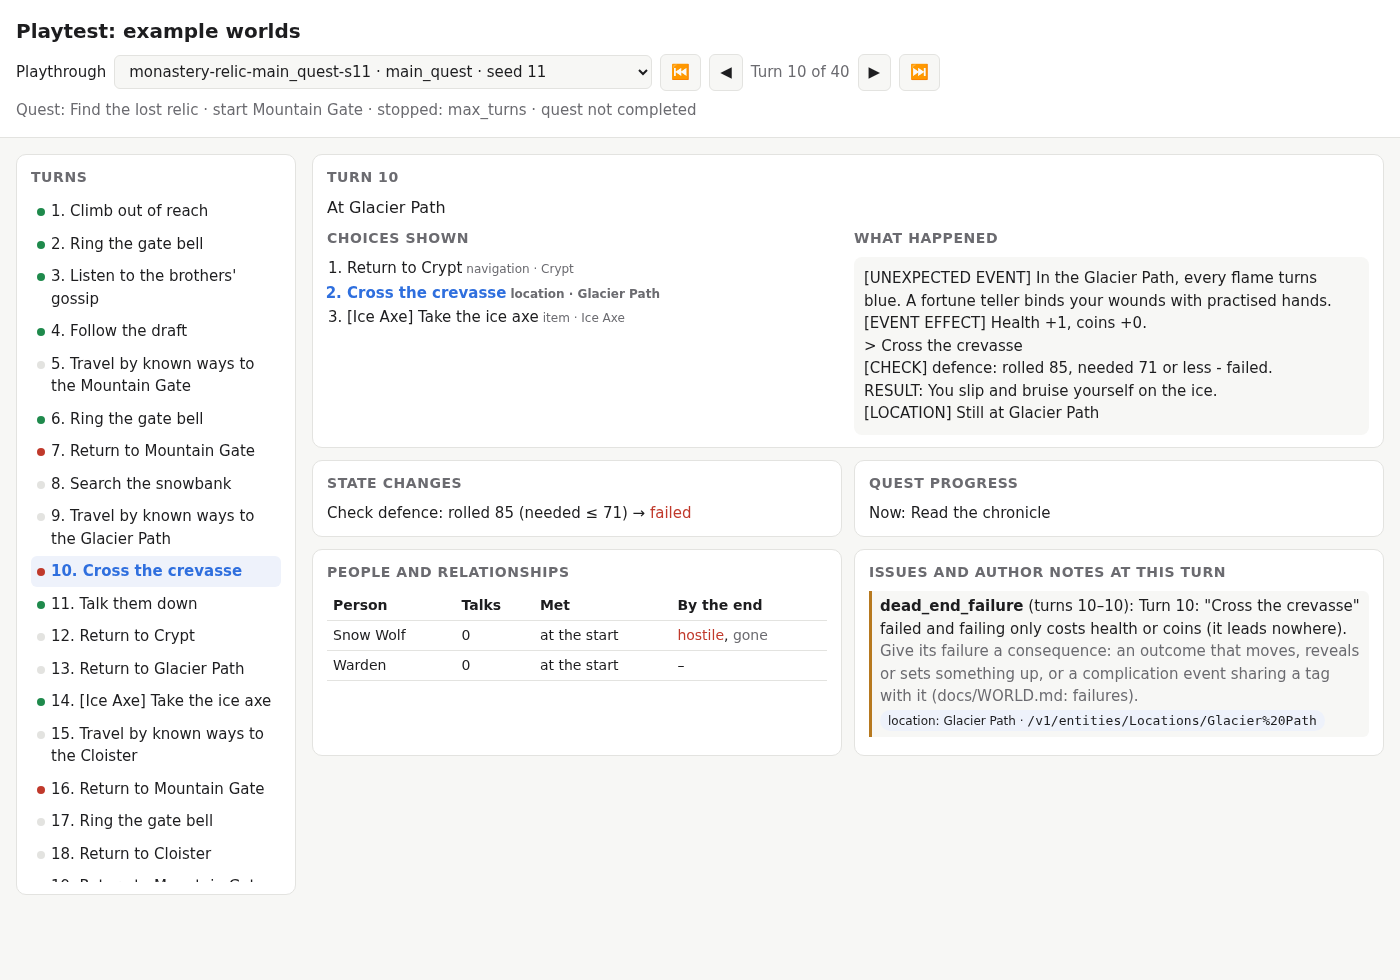 Playtest: example worlds
Playthrough monastery-relic-main_quest-s11 · main_quest · seed 11 ⏮ ◀ Turn 10 of 40 ▶ ⏭
Quest: Find the lost relic · start Mountain Gate · stopped: max_turns · quest not completed
TURNS
1. Climb out of reach
2. Ring the gate bell
3. Listen to the brothers'
gossip
4. Follow the draft
5. Travel by known ways to
the Mountain Gate
6. Ring the gate bell
7. Return to Mountain Gate
8. Search the snowbank
9. Travel by known ways to
the Glacier Path
10. Cross the crevasse
11. Talk them down
12. Return to Crypt
13. Return to Glacier Path
14. [Ice Axe] Take the ice axe
15. Travel by known ways to
the Cloister
16. Return to Mountain Gate
17. Ring the gate bell
18. Return to Cloister
TURN 10
At Glacier Path
CHOICES SHOWN
1. Return to Crypt navigation · Crypt
2. Cross the crevasse location · Glacier Path
3. [Ice Axe] Take the ice axe item · Ice Axe
WHAT HAPPENED
[UNEXPECTED EVENT] In the Glacier Path, every flame turns
blue. A fortune teller binds your wounds with practised hands.
[EVENT EFFECT] Health +1, coins +0.
> Cross the crevasse
[CHECK] defence: rolled 85, needed 71 or less - failed.
RESULT: You slip and bruise yourself on the ice.
[LOCATION] Still at Glacier Path
STATE CHANGES
Check defence: rolled 85 (needed ≤ 71) → failed
QUEST PROGRESS
Now: Read the chronicle
PEOPLE AND RELATIONSHIPS
Person Talks Met By the end
Snow Wolf 0 at the start hostile, gone
Warden 0 at the start –
ISSUES AND AUTHOR NOTES AT THIS TURN
dead_end_failure (turns 10–10): Turn 10: "Cross the crevasse"
failed and failing only costs health or coins (it leads nowhere).
Give its failure a consequence: an outcome that moves, reveals
or sets something up, or a complication event sharing a tag
with it (docs/WORLD.md: failures).
location: Glacier Path · /v1/entities/Locations/Glacier%20Path